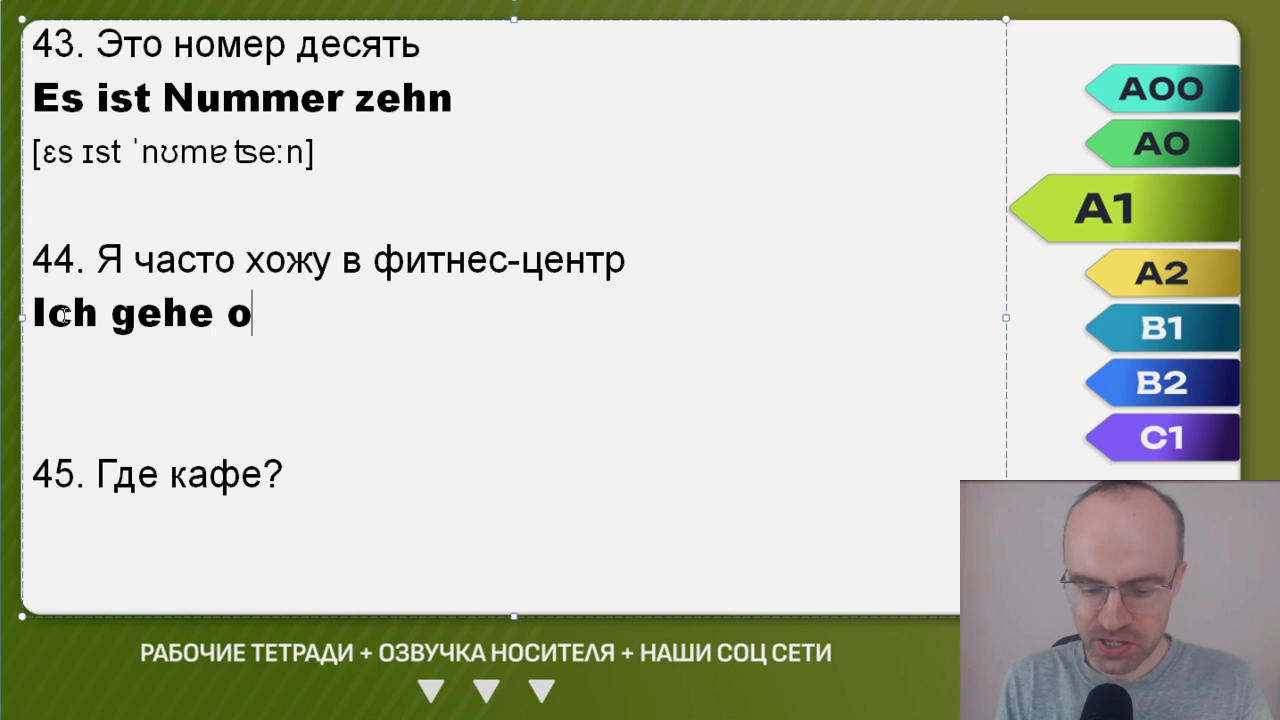 43. Это номер десять
Es ist Nummer zehn
[ɛs ɪst ˈnʊmɐ ʦeːn]
44. Я часто хожу в фитнес-центр
Ich gehe o
45. Где кафе?
A00
A0
A1
A2
B1
B2
C1
РАБОЧИЕ ТЕТРАДИ + ОЗВУЧКА НОСИТЕЛЯ + НАШИ СОЦ СЕТИ